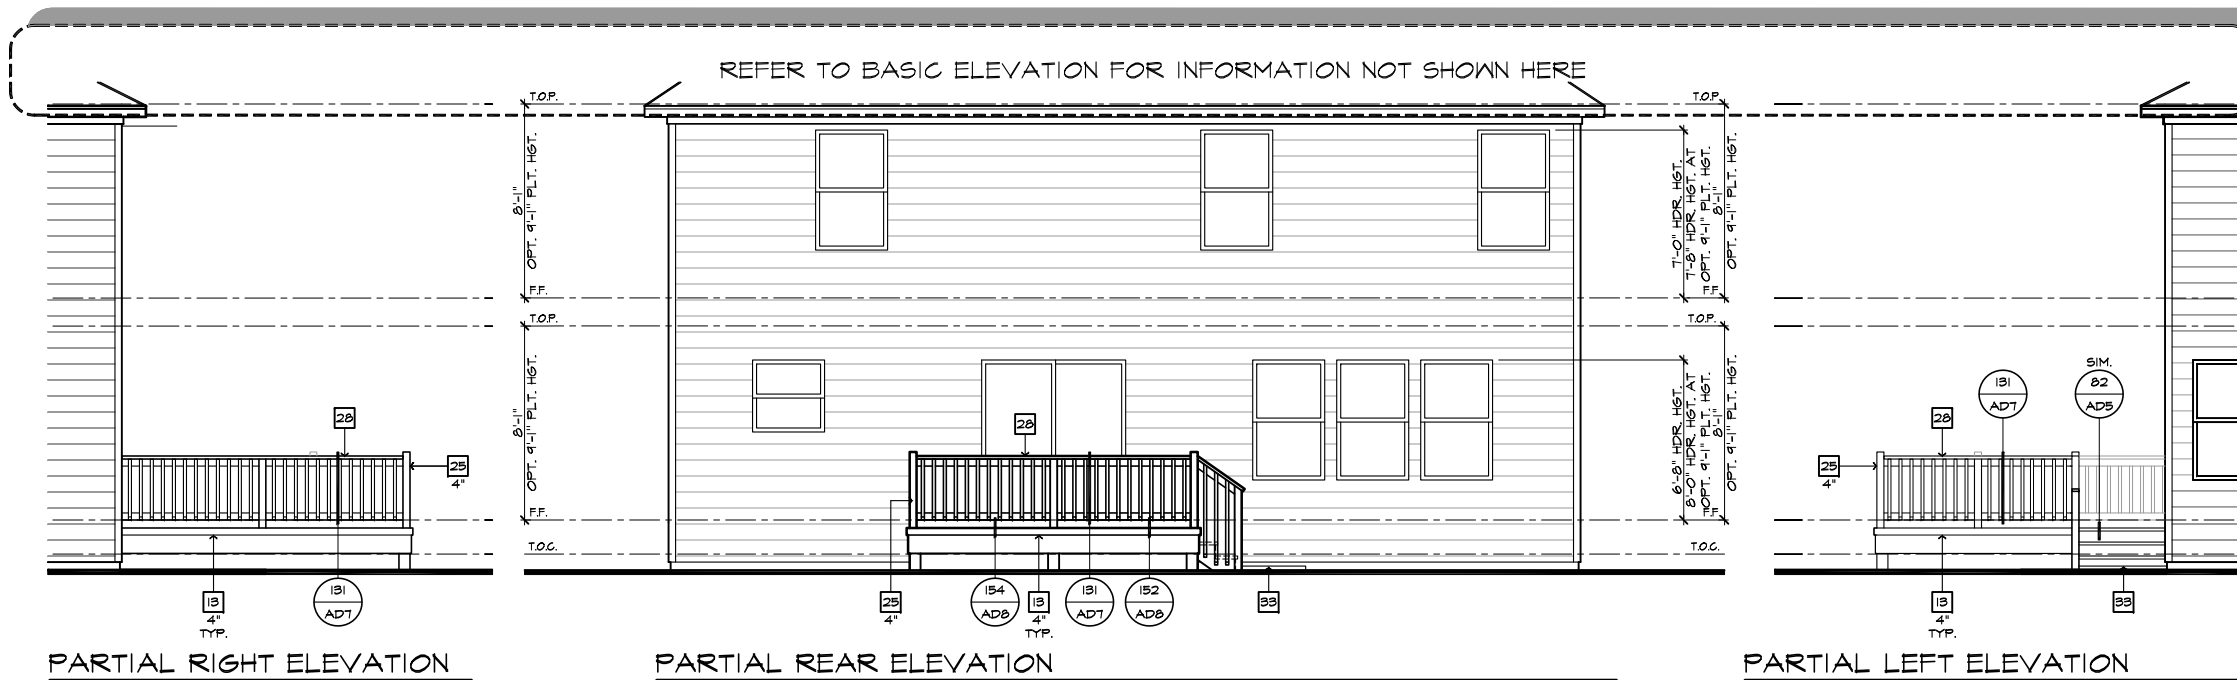 REFER TO BASIC ELEVATION FOR INFORMATION NOT SHOWN HERE
T.O.P.
8'-1"
OPT. 9'-1" PLT. HGT.
F.F.
T.O.P.
8'-1"
OPT. 9'-1" PLT. HGT.
F.F.
T.O.C.
28
25
4"
13
4"
TYP.
131
AD7
PARTIAL RIGHT ELEVATION
28
25
4"
154
AD8
13
4"
TYP.
131
AD7
152
AD8
33
PARTIAL REAR ELEVATION
T.O.P.
7'-0" HDR. HGT.
7'-8" HDR. HGT. AT
OPT. 9'-1" PLT. HGT.
8'-1"
OPT. 9'-1" PLT. HGT.
F.F.
T.O.P.
6'-8" HDR. HGT.
8'-0" HDR. HGT. AT
OPT. 9'-1" PLT. HGT.
8'-1"
OPT. 9'-1" PLT. HGT.
F.F.
T.O.C.
SIM.
131
AD7
82
AD5
28
25
4"
13
4"
TYP.
33
PARTIAL LEFT ELEVATION